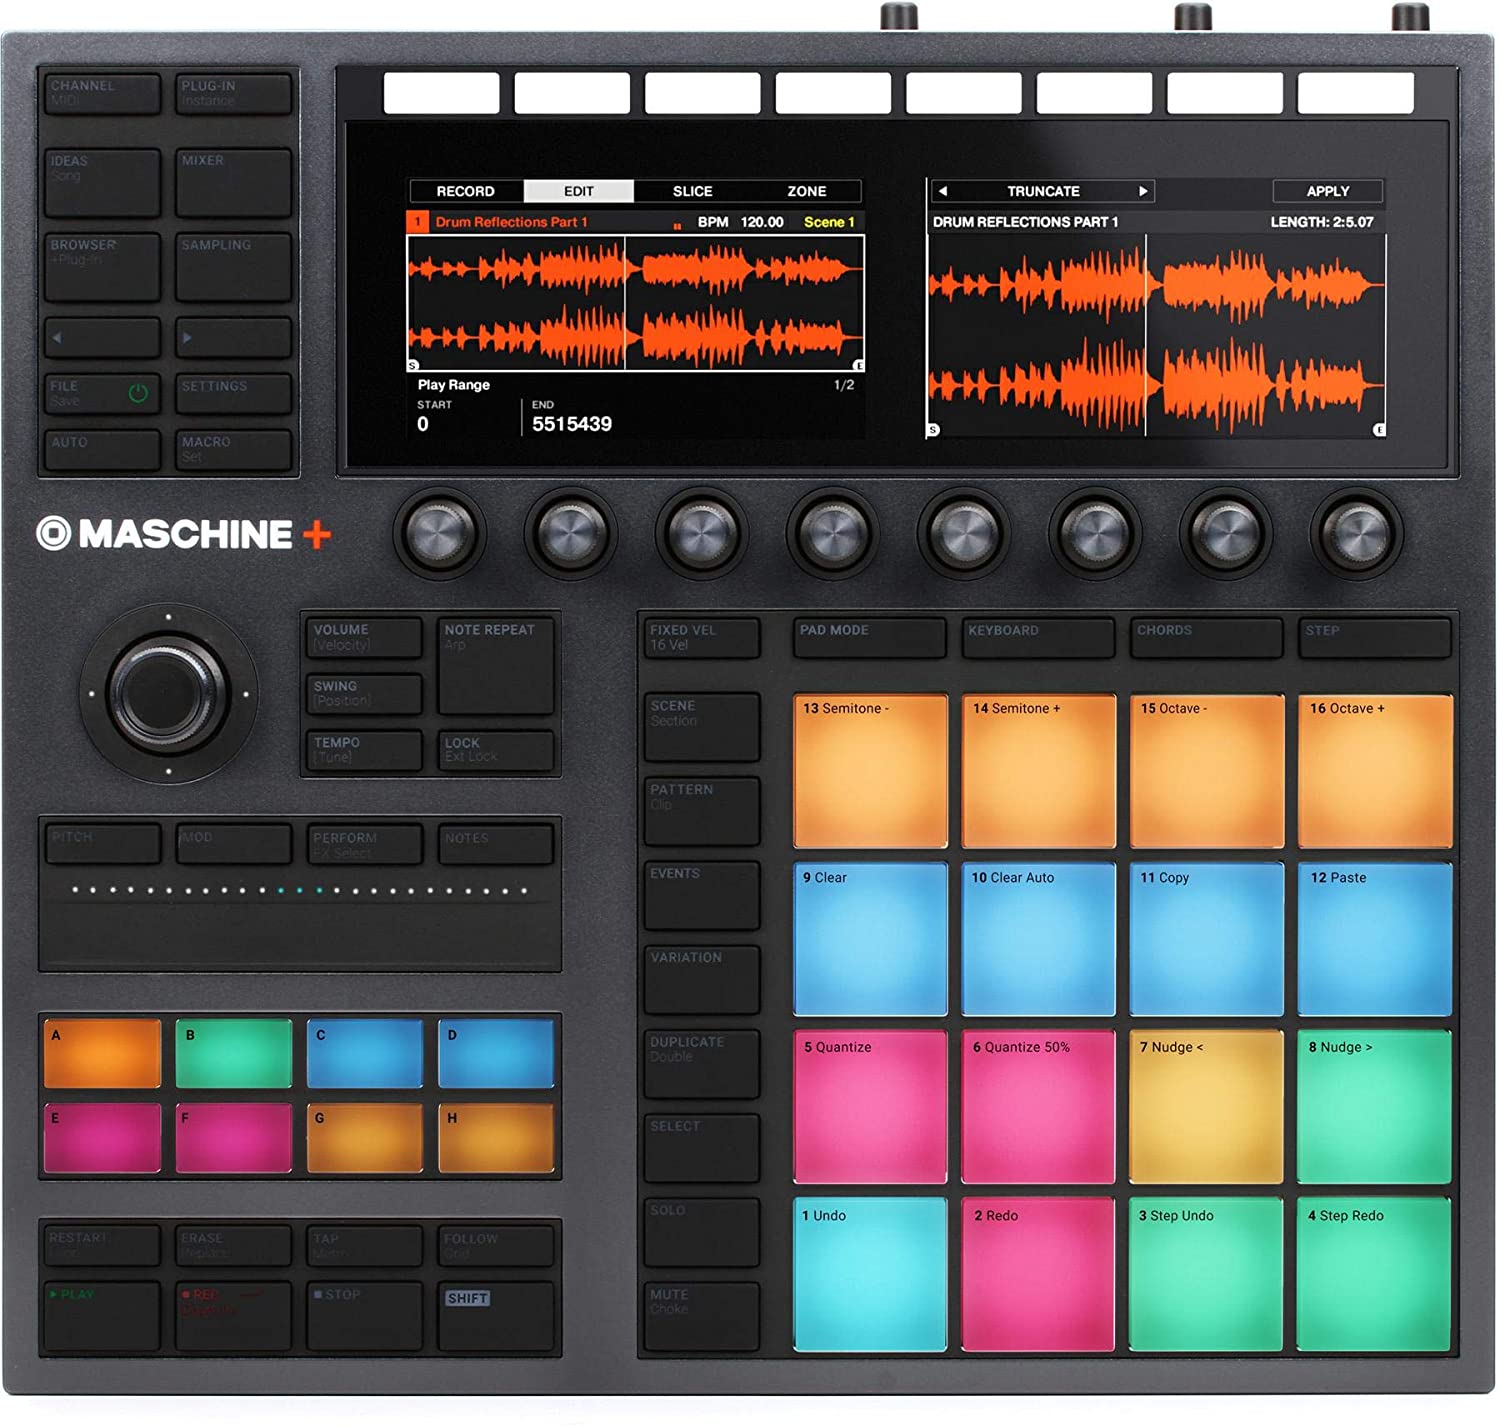 CHANNEL
MIDI
PLUG-IN
Instance
IDEAS
Song
MIXER
BROWSER
+Plug-in
SAMPLING
FILE
Save
SETTINGS
AUTO
MACRO
Set
RECORD EDIT SLICE ZONE
1 Drum Reflections Part 1 BPM 120.00 Scene 1
S E
Play Range 1/2
START END
0 5515439
TRUNCATE APPLY
DRUM REFLECTIONS PART 1 LENGTH: 2:5.07
S E
MASCHINE +
VOLUME
[Velocity]
NOTE REPEAT
Arp
SWING
[Position]
TEMPO
[Tune]
LOCK
Ext Lock
PITCH
MOD
PERFORM
FX Select
NOTES
A B C D
E F G H
RESTART
Loop
ERASE
Replace
TAP
Metro
FOLLOW
Grid
PLAY
REC
STOP
SHIFT
FIXED VEL
16 Vel
PAD MODE
KEYBOARD
CHORDS
STEP
SCENE
Section
PATTERN
Clip
EVENTS
VARIATION
DUPLICATE
Double
SELECT
SOLO
MUTE
Choke
13 Semitone - 14 Semitone + 15 Octave - 16 Octave +
9 Clear 10 Clear Auto 11 Copy 12 Paste
5 Quantize 6 Quantize 50% 7 Nudge < 8 Nudge >
1 Undo 2 Redo 3 Step Undo 4 Step Redo